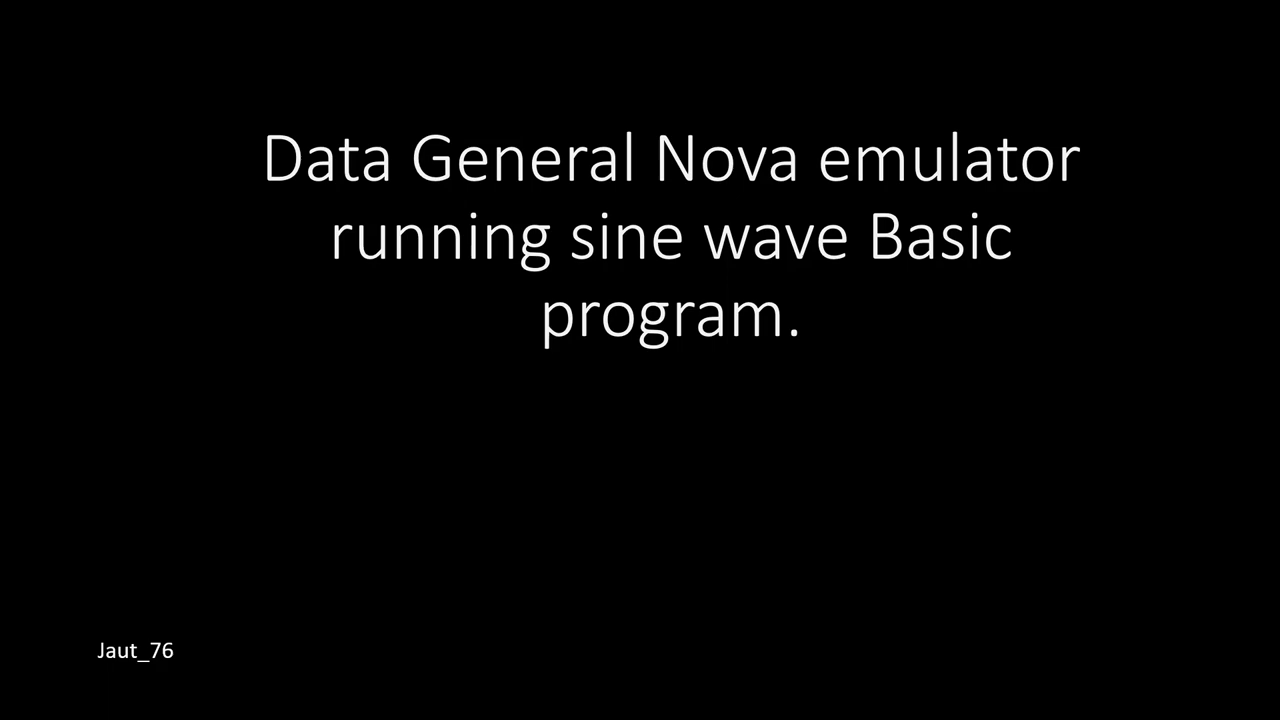 Data General Nova emulator
running sine wave Basic
program.
Jaut_76